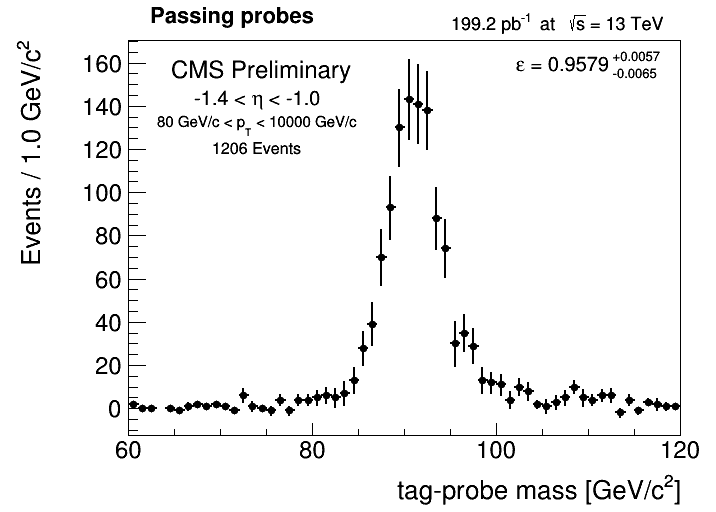 Passing probes
199.2 pb⁻¹ at √s = 13 TeV
CMS Preliminary
-1.4 < η < -1.0
80 GeV/c < p_T < 10000 GeV/c
1206 Events
ε = 0.9579 +0.0057 -0.0065
Events / 1.0 GeV/c²
160
140
120
100
80
60
40
20
0
60 80 100 120
tag-probe mass [GeV/c²]